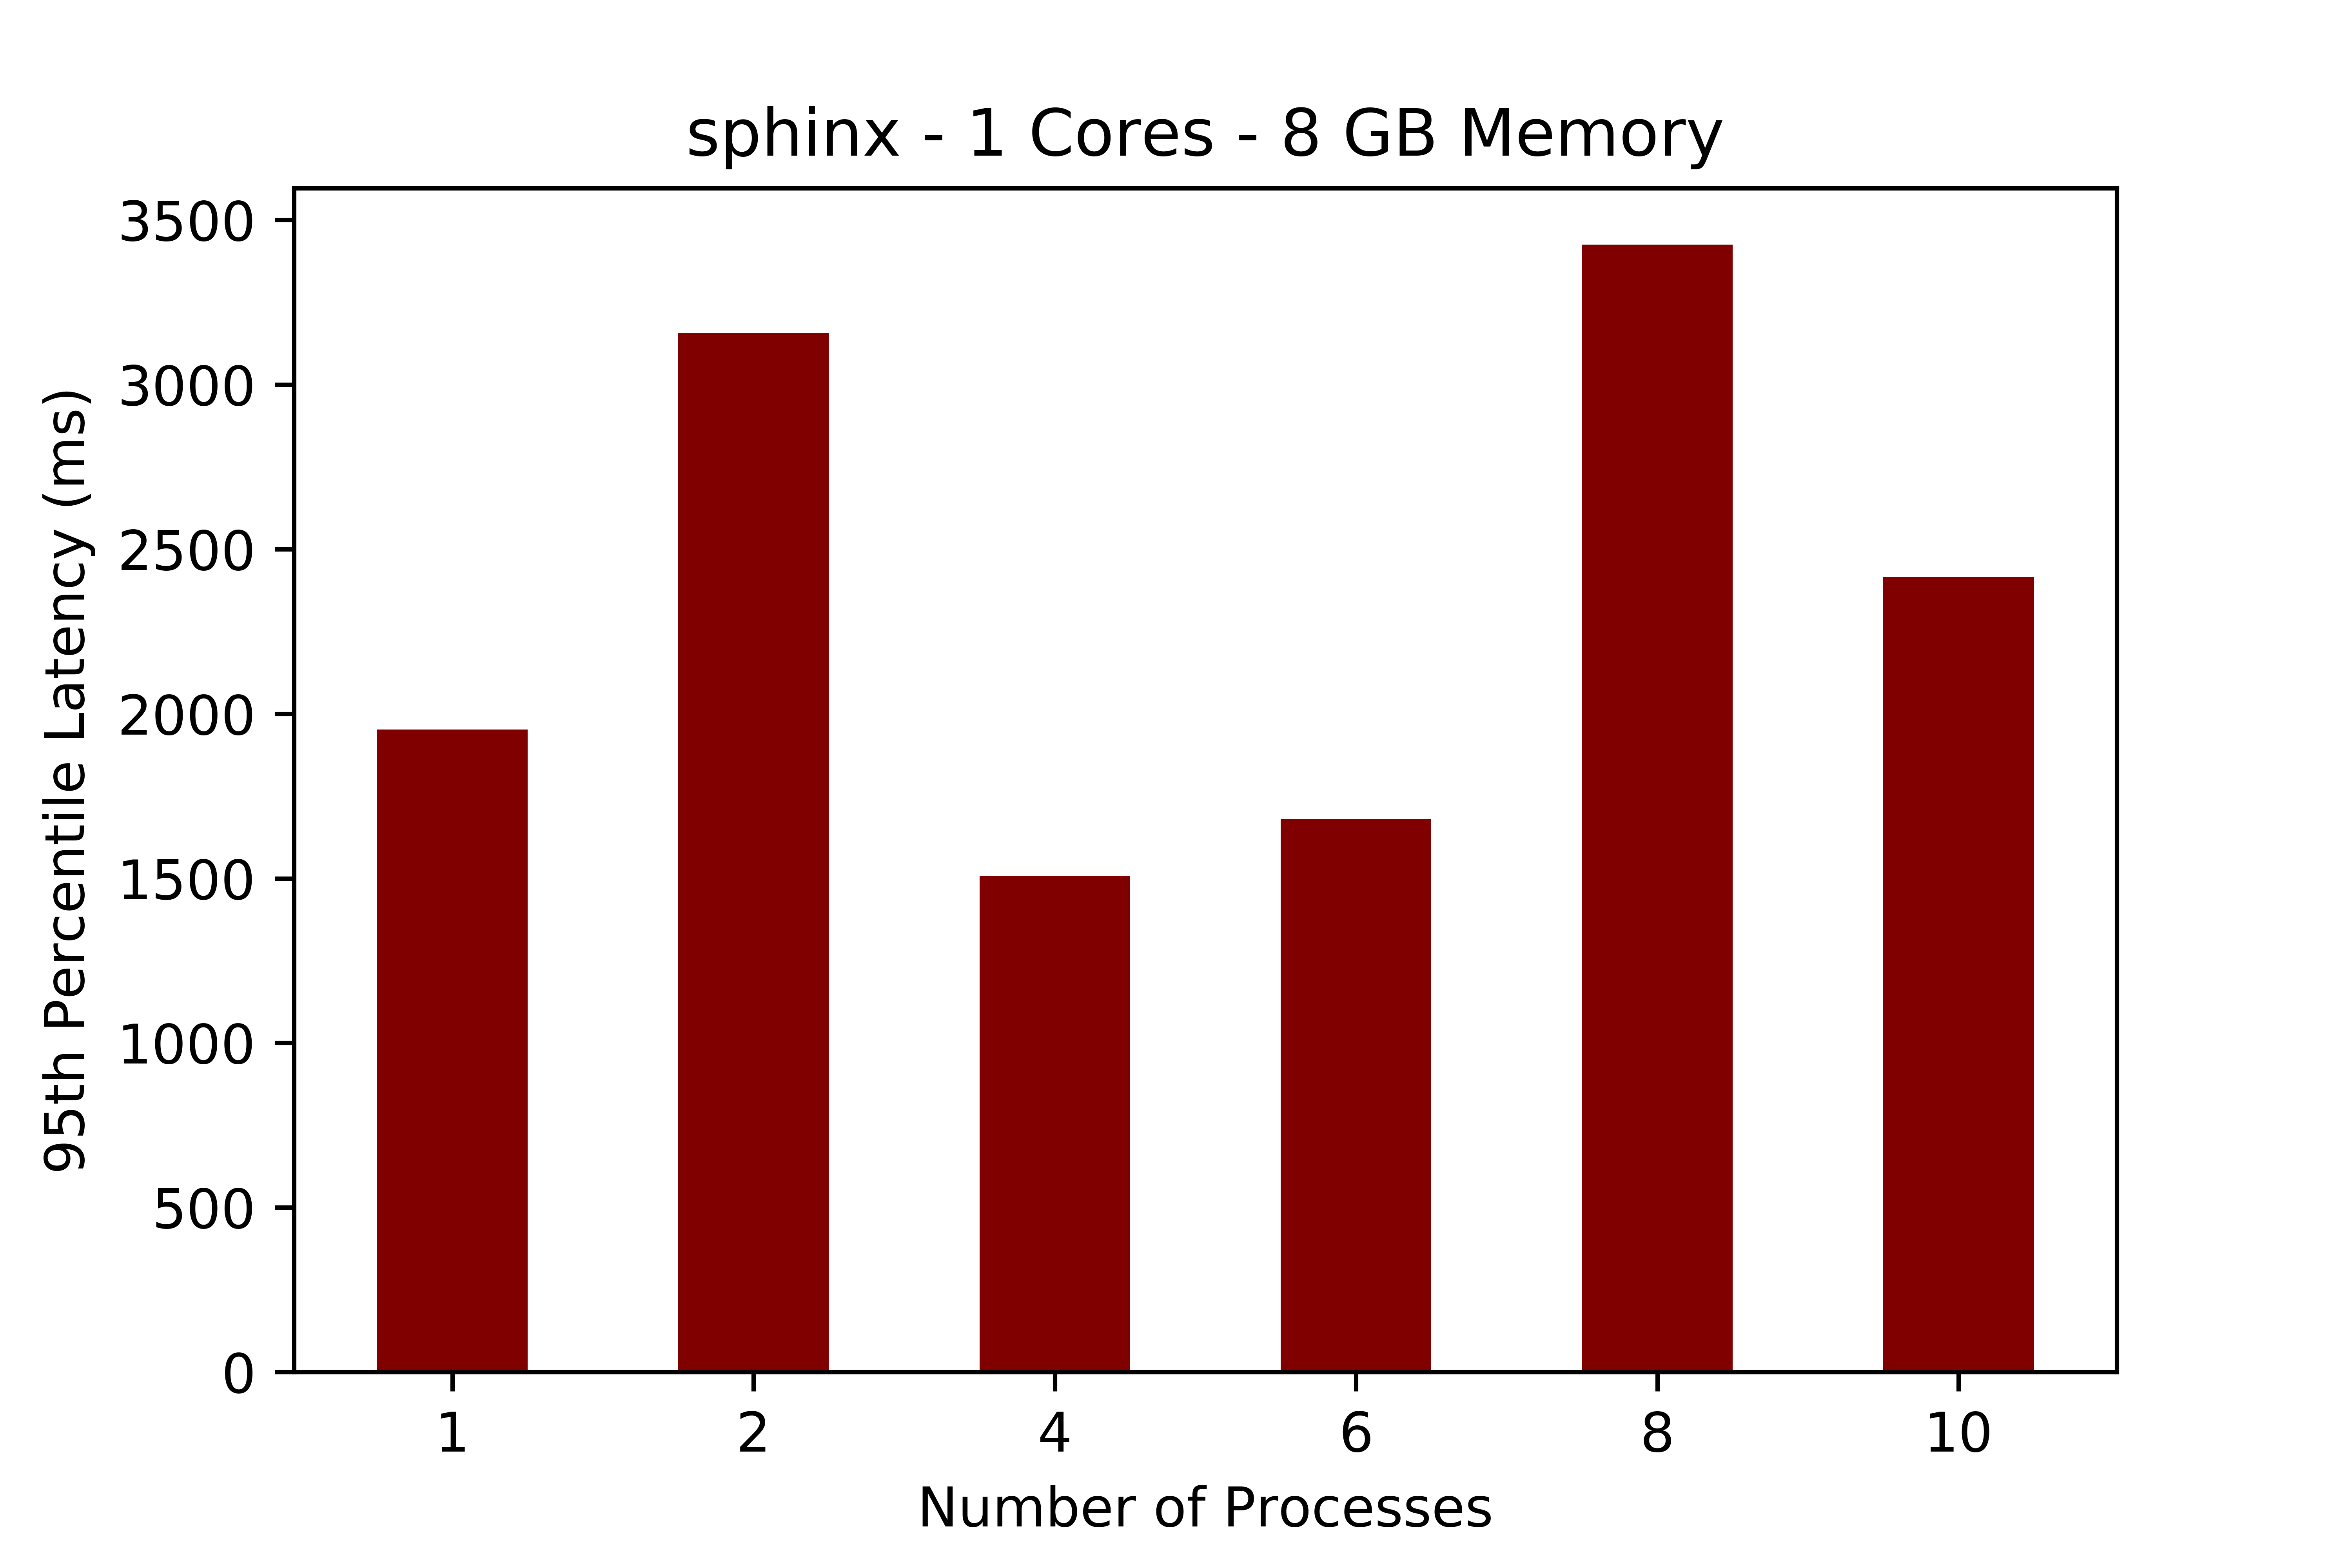 sphinx - 1 Cores - 8 GB Memory
95th Percentile Latency (ms)
3500
3000
2500
2000
1500
1000
500
0
1 2 4 6 8 10
Number of Processes